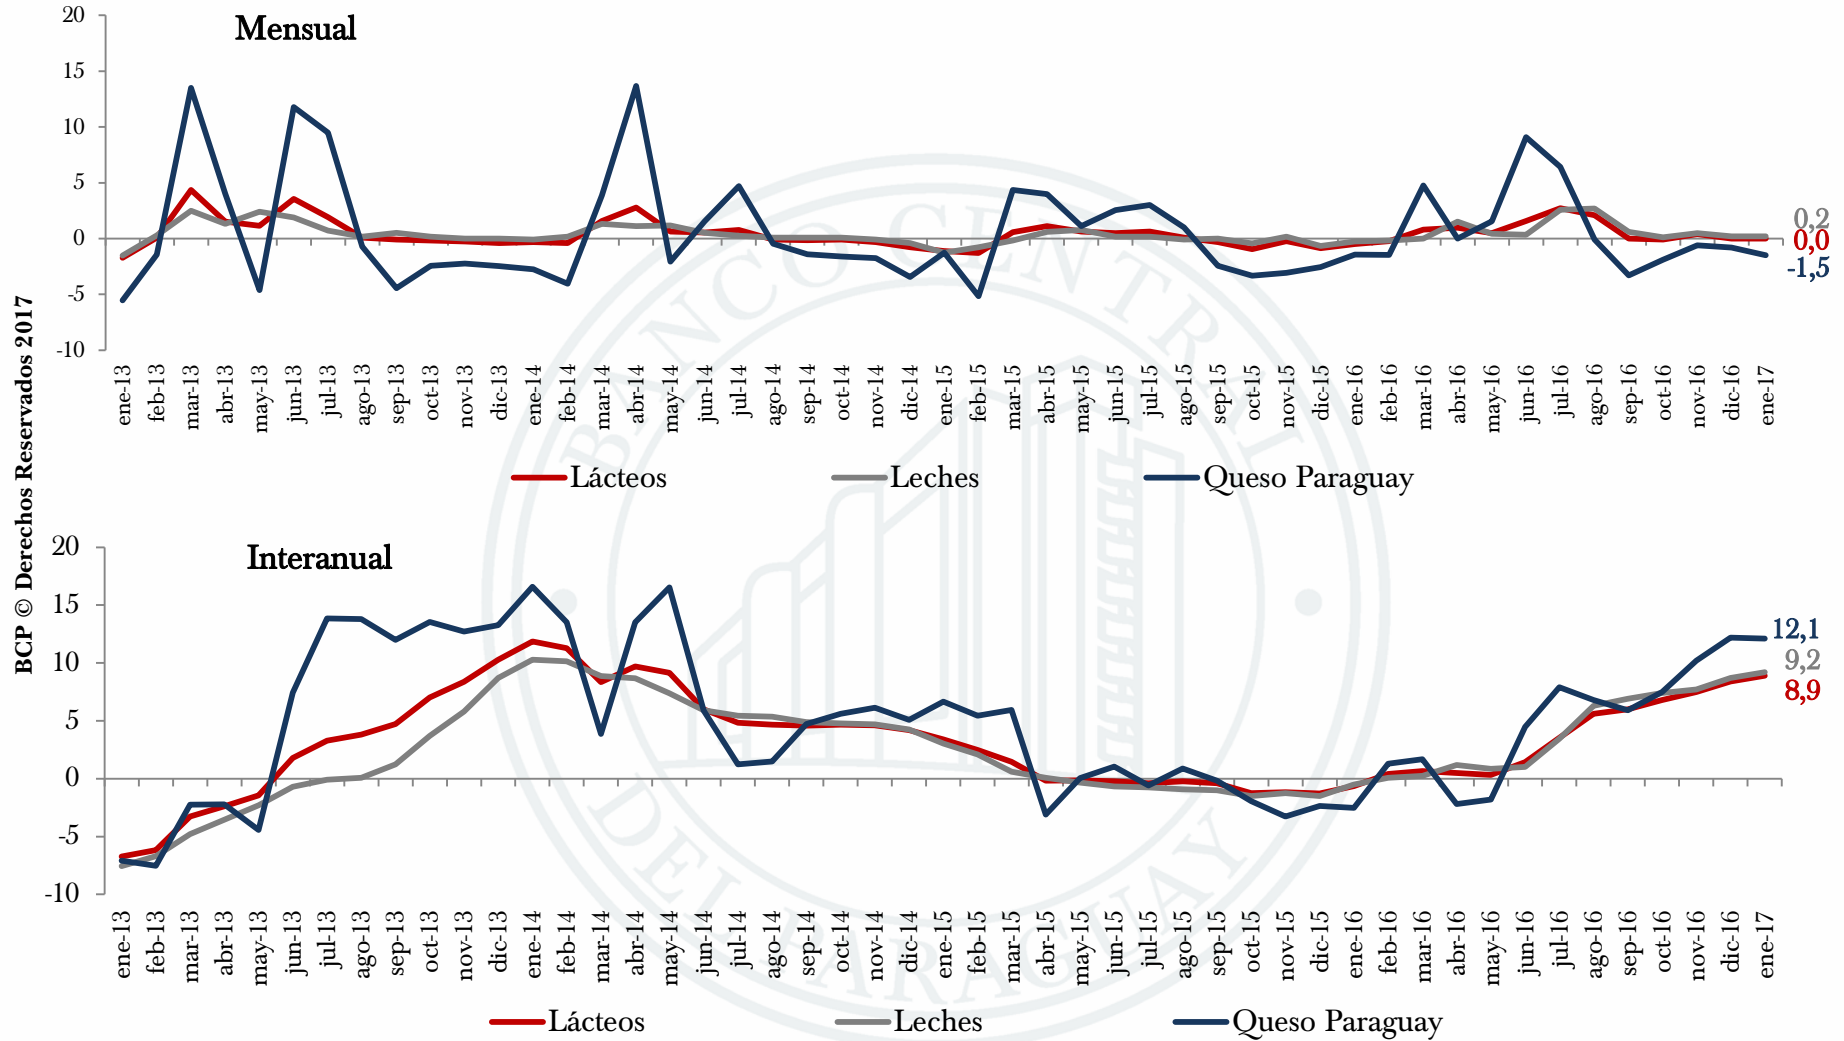 Mensual
20
15
10
5
0
-5
-10
0,2
0,0
-1,5
ene-13
feb-13
mar-13
abr-13
may-13
jun-13
jul-13
ago-13
sep-13
oct-13
nov-13
dic-13
ene-14
feb-14
mar-14
abr-14
may-14
jun-14
jul-14
ago-14
sep-14
oct-14
nov-14
dic-14
ene-15
feb-15
mar-15
abr-15
may-15
jun-15
jul-15
ago-15
sep-15
oct-15
nov-15
dic-15
ene-16
feb-16
mar-16
abr-16
may-16
jun-16
jul-16
ago-16
sep-16
oct-16
nov-16
dic-16
ene-17
Lácteos
Leches
Queso Paraguay
BCP © Derechos Reservados 2017
Interanual
20
15
10
5
0
-5
-10
12,1
9,2
8,9
ene-13
feb-13
mar-13
abr-13
may-13
jun-13
jul-13
ago-13
sep-13
oct-13
nov-13
dic-13
ene-14
feb-14
mar-14
abr-14
may-14
jun-14
jul-14
ago-14
sep-14
oct-14
nov-14
dic-14
ene-15
feb-15
mar-15
abr-15
may-15
jun-15
jul-15
ago-15
sep-15
oct-15
nov-15
dic-15
ene-16
feb-16
mar-16
abr-16
may-16
jun-16
jul-16
ago-16
sep-16
oct-16
nov-16
dic-16
ene-17
Lácteos
Leches
Queso Paraguay
BANCO CENTRAL
DEL PARAGUAY